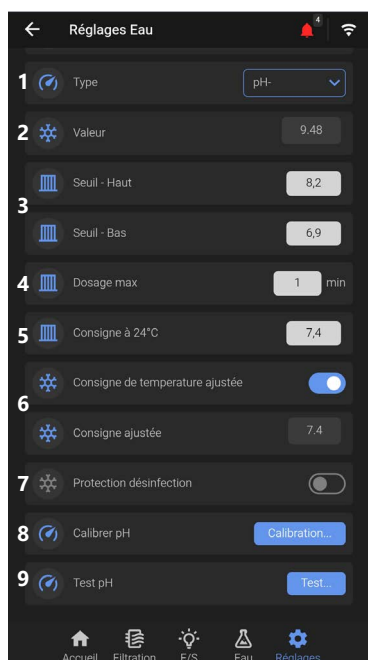 Réglages Eau
4
1 Type pH-
2 Valeur 9.48
3
Seuil - Haut 8,2
Seuil - Bas 6,9
4 Dosage max 1 min
5 Consigne à 24°C 7,4
6
Consigne de temperature ajustée
Consigne ajustée 7.4
7 Protection désinfection
8 Calibrer pH Calibration...
9 Test pH Test...
Accueil Filtration E/S Eau Réglages